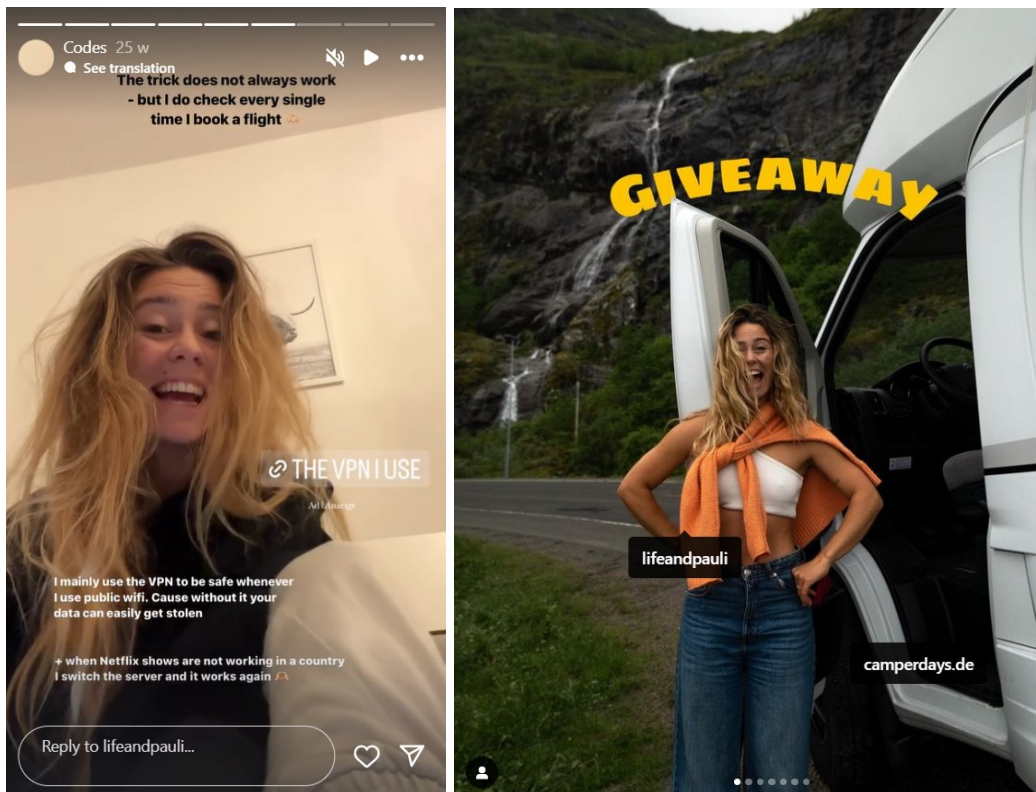 Codes 25 w
See translation
The trick does not always work
- but I do check every single
time I book a flight 🫶🏼
THE VPN I USE
Ad | Anzeige
I mainly use the VPN to be safe whenever
I use public wifi. Cause without it your
data can easily get stolen
+ when Netflix shows are not working in a country
I switch the server and it works again 🫶🏼
Reply to lifeandpauli...
GIVEAWAY
lifeandpauli
camperdays.de